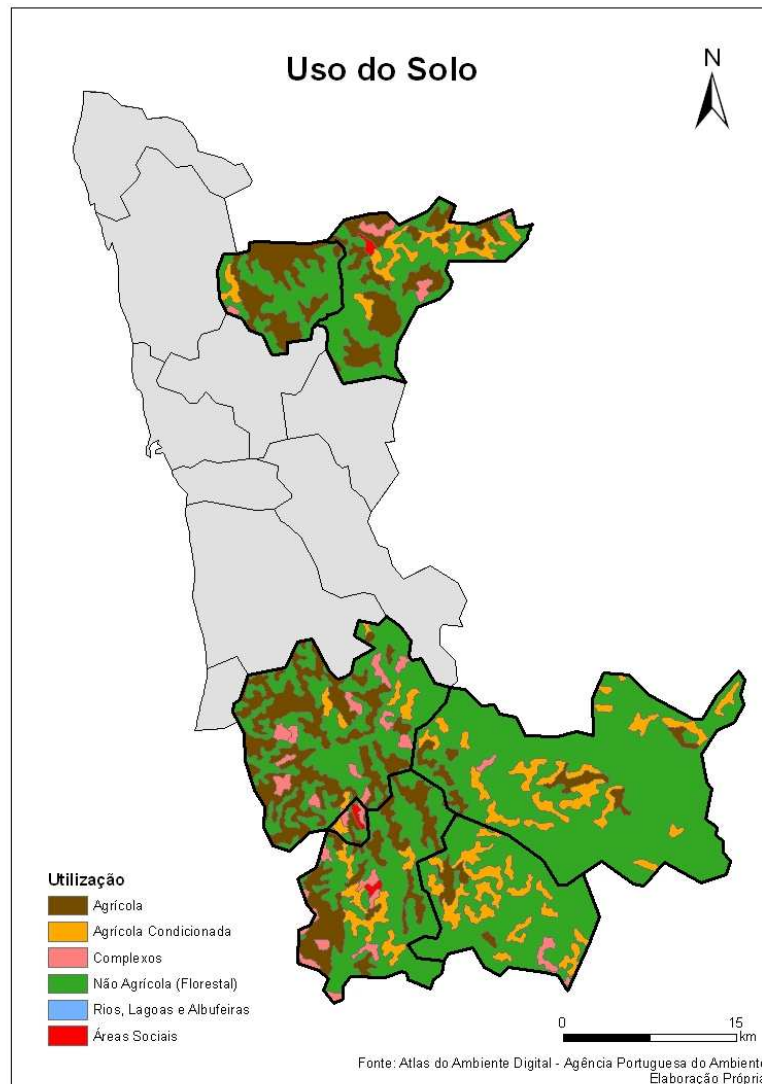 Uso do Solo
N
Utilização
Agrícola
Agrícola Condicionada
Complexos
Não Agrícola (Florestal)
Rios, Lagoas e Albufeiras
Áreas Sociais
0 15
km
Fonte: Atlas do Ambiente Digital - Agência Portuguesa do Ambiente
Elaboração Própria